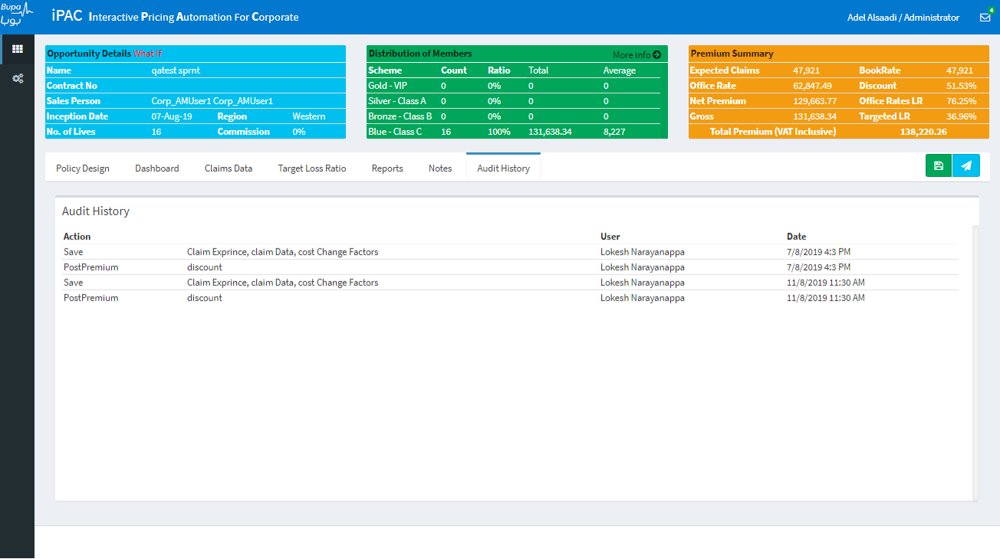 Bupa
بوبا
iPAC Interactive Pricing Automation For Corporate
Adel Alsaadi / Administrator
4
Opportunity Details What If
Name qatest sprnt
Contract No
Sales Person Corp_AMUser1 Corp_AMUser1
Inception Date 07-Aug-19 Region Western
No. of Lives 16 Commission 0%
Distribution of Members More info
Scheme Count Ratio Total Average
Gold - VIP 0 0% 0 0
Silver - Class A 0 0% 0 0
Bronze - Class B 0 0% 0 0
Blue - Class C 16 100% 131,638.34 8,227
Premium Summary
Expected Claims 47,921 BookRate 47,921
Office Rate 62,847.49 Discount 51.53%
Net Premium 129,663.77 Office Rates LR 76.25%
Gross 131,638.34 Targeted LR 36.96%
Total Premium (VAT Inclusive) 138,220.26
Policy Design Dashboard Claims Data Target Loss Ratio Reports Notes Audit History
Audit History
Action User Date
Save Claim Exprince, claim Data, cost Change Factors Lokesh Narayanappa 7/8/2019 4:3 PM
PostPremium discount Lokesh Narayanappa 7/8/2019 4:3 PM
Save Claim Exprince, claim Data, cost Change Factors Lokesh Narayanappa 11/8/2019 11:30 AM
PostPremium discount Lokesh Narayanappa 11/8/2019 11:30 AM